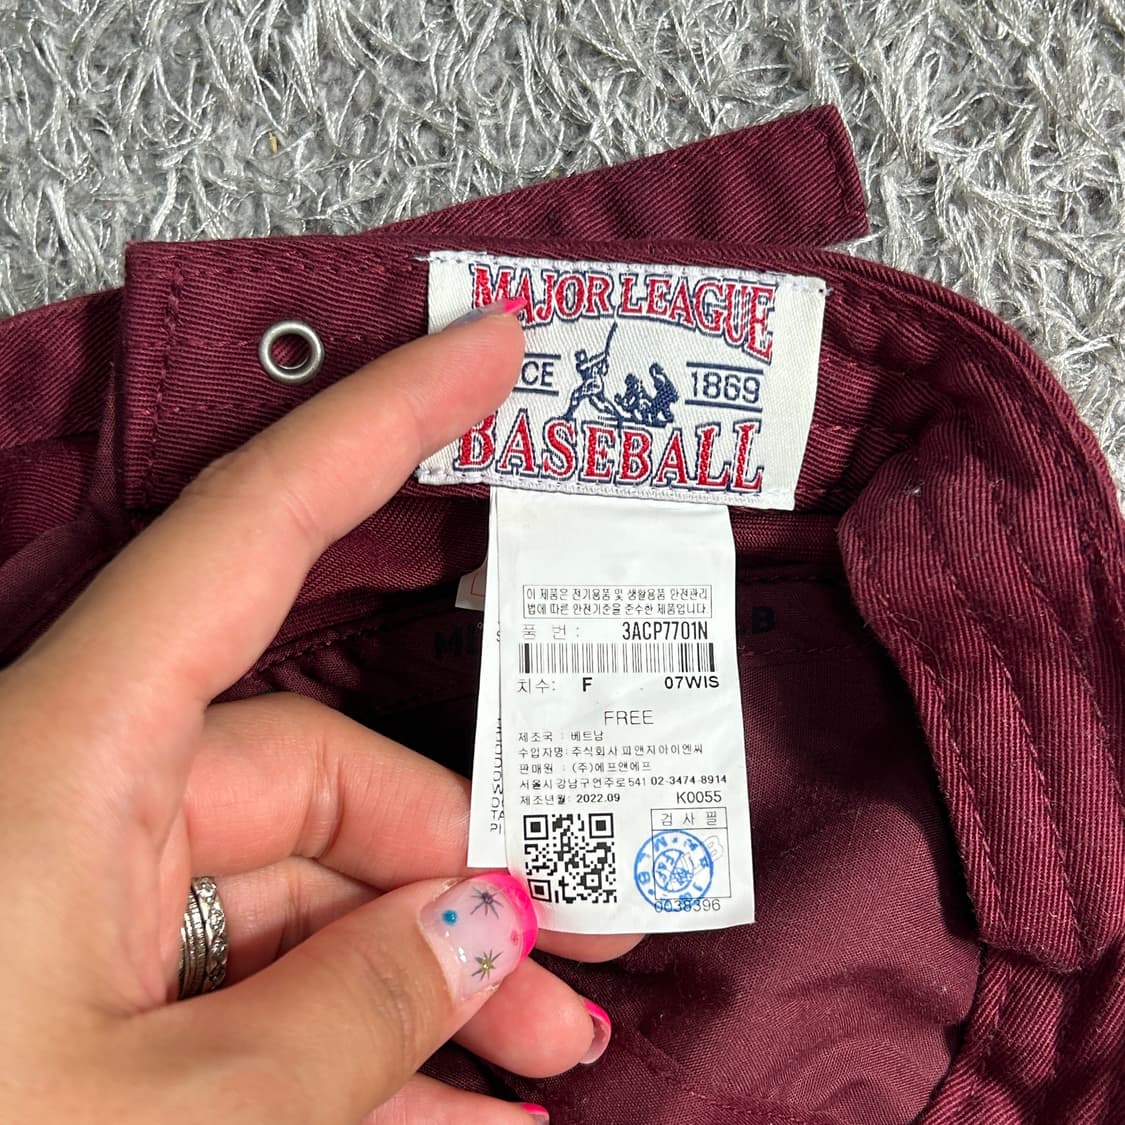 MAJOR LEAGUE
1869
BASEBALL
이 제품은 전기용품 및 생활용품 안전관리
법에 따른 안전기준을 준수한 제품입니다.
품 번 : 3ACP7701N
치수: F 07WIS
FREE
제조국 : 베트남
수입자명: 주식회사 피앤지아이엔씨
판매원 : (주)에프앤에프
서울시 강남구 언주로 541 02-3474-8914
제조년월: 2022.09 K0055
검 사 필
0038396